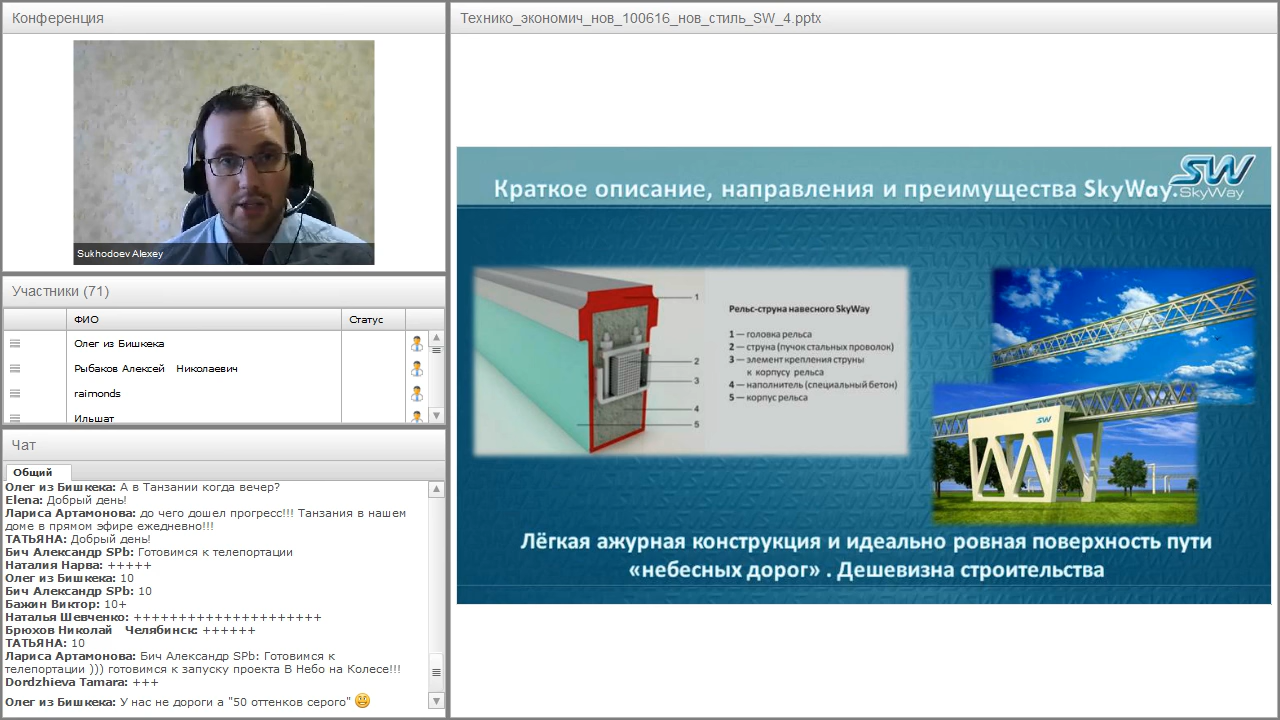 Конференция
Sukhodoev Alexey
Участники (71)
ФИО
Статус
Олег из Бишкека
Рыбаков Алексей Николаевич
raimonds
Ильшат
Чат
Общий
Олег из Бишкека: А в Танзании когда вечер?
Elena: Добрый день!
Лариса Артамонова: до чего дошел прогресс!!! Танзания в нашем
доме в прямом эфире ежедневно!!!
ТАТЬЯНА: Добрый день!
Бич Александр SPb: Готовимся к телепортации
Наталия Нарва: +++++
Олег из Бишкека: 10
Бич Александр SPb: 10
Бажин Виктор: 10+
Наталья Шевченко: ++++++++++++++++++++++
Брюхов Николай Челябинск: ++++++
ТАТЬЯНА: 10
Лариса Артамонова: Бич Александр SPb: Готовимся к
телепортации ))) готовимся к запуску проекта В Небо на Колесе!!!
Dordzhieva Tamara: +++
Олег из Бишкека: У нас не дороги а "50 оттенков серого"
Технико_экономич_нов_100616_нов_стиль_SW_4.pptx
Краткое описание, направления и преимущества SkyWay.
SW
SkyWay
1
2
3
4
5
Рельс-струна навесного SkyWay
1 — головка рельса
2 — струна (пучок стальных проволок)
3 — элемент крепления струны
к корпусу рельса
4 — наполнитель (специальный бетон)
5 — корпус рельса
SW
Лёгкая ажурная конструкция и идеально ровная поверхность пути
«небесных дорог» . Дешевизна строительства